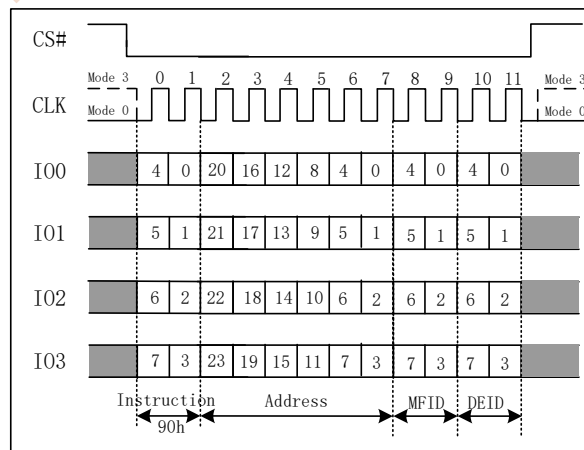 CS#
Mode 3 0 1 2 3 4 5 6 7 8 9 10 11 Mode 3
CLK
Mode 0 Mode 0
IO0 4 0 20 16 12 8 4 0 4 0 4 0
IO1 5 1 21 17 13 9 5 1 5 1 5 1
IO2 6 2 22 18 14 10 6 2 6 2 6 2
IO3 7 3 23 19 15 11 7 3 7 3 7 3
Instruction Address MFID DEID
90h